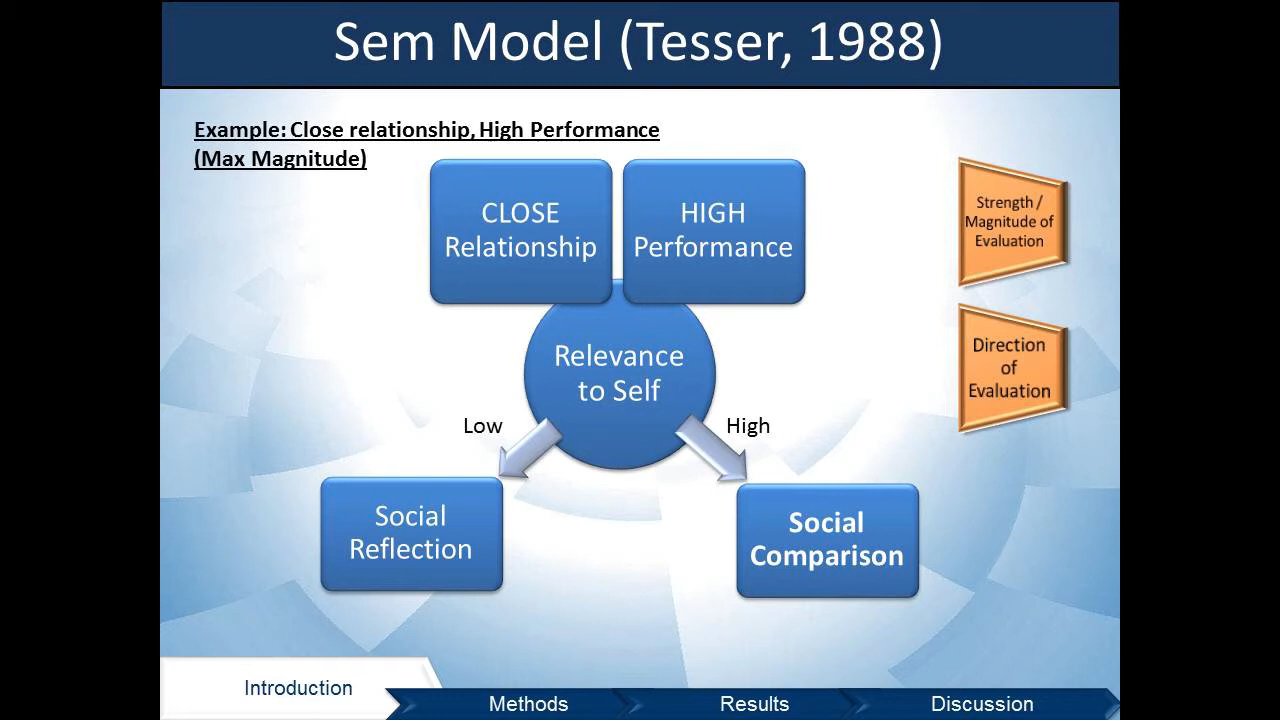 Sem Model (Tesser, 1988)
Example: Close relationship, High Performance
(Max Magnitude)
CLOSE
Relationship
HIGH
Performance
Strength /
Magnitude of
Evaluation
Relevance
to Self
Direction
of
Evaluation
Low
High
Social
Reflection
Social
Comparison
Introduction
Methods
Results
Discussion